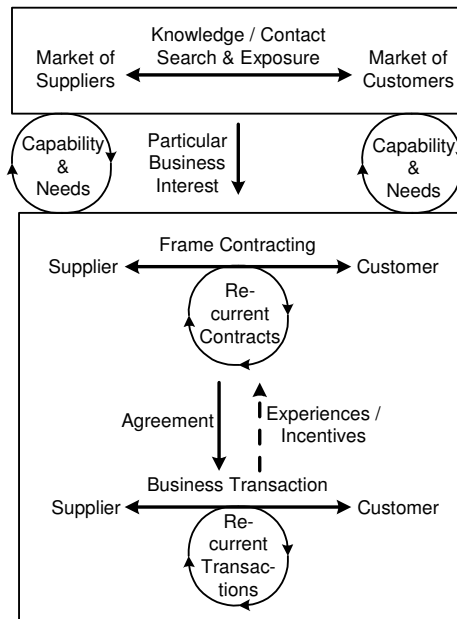 Knowledge / Contact
Search & Exposure
Market of
Suppliers
Market of
Customers
Capability
&
Needs
Particular
Business
Interest
Capability
&
Needs
Frame Contracting
Supplier
Customer
Re-
current
Contracts
Agreement
Experiences /
Incentives
Business Transaction
Supplier
Customer
Re-
current
Transac-
tions